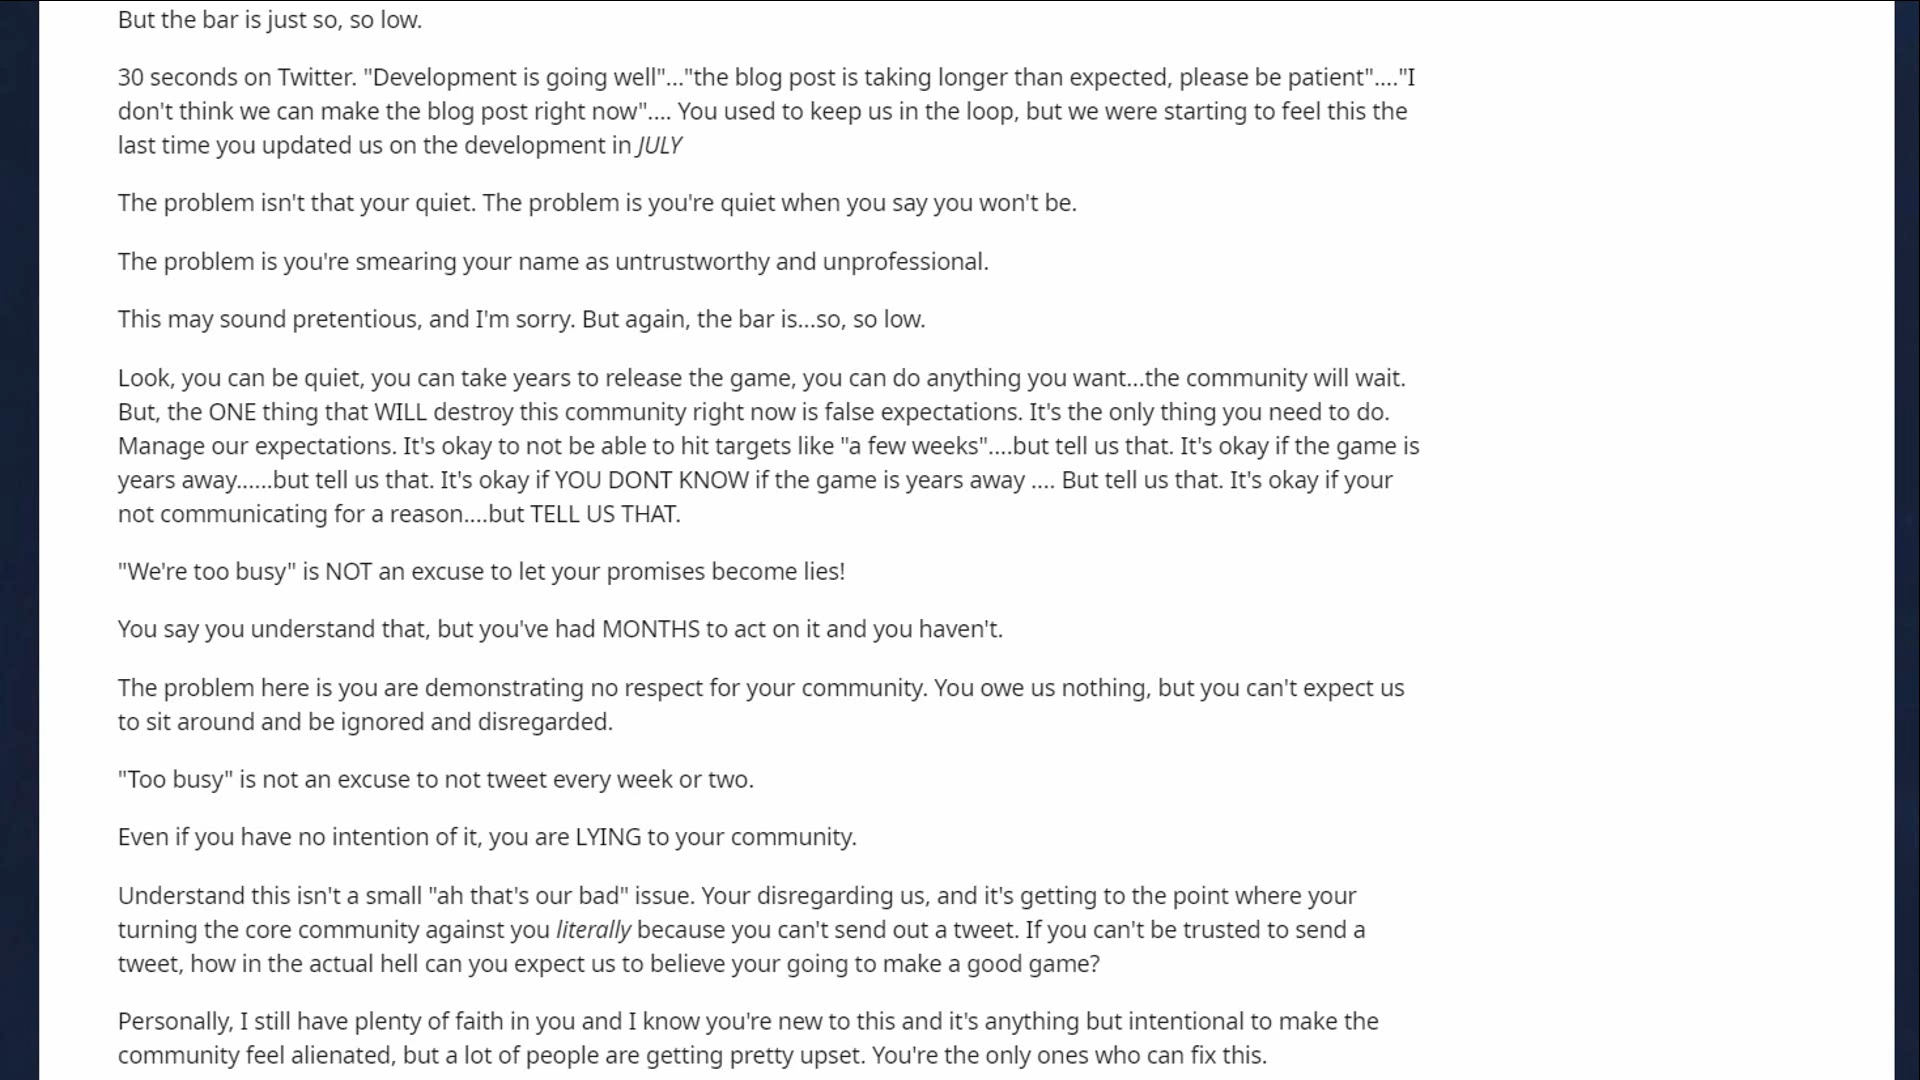 But the bar is just so, so low.
30 seconds on Twitter. "Development is going well"..."the blog post is taking longer than expected, please be patient"...."I
don't think we can make the blog post right now".... You used to keep us in the loop, but we were starting to feel this the
last time you updated us on the development in JULY
The problem isn't that your quiet. The problem is you're quiet when you say you won't be.
The problem is you're smearing your name as untrustworthy and unprofessional.
This may sound pretentious, and I'm sorry. But again, the bar is...so, so low.
Look, you can be quiet, you can take years to release the game, you can do anything you want...the community will wait.
But, the ONE thing that WILL destroy this community right now is false expectations. It's the only thing you need to do.
Manage our expectations. It's okay to not be able to hit targets like "a few weeks"....but tell us that. It's okay if the game is
years away......but tell us that. It's okay if YOU DONT KNOW if the game is years away .... But tell us that. It's okay if your
not communicating for a reason....but TELL US THAT.
"We're too busy" is NOT an excuse to let your promises become lies!
You say you understand that, but you've had MONTHS to act on it and you haven't.
The problem here is you are demonstrating no respect for your community. You owe us nothing, but you can't expect us
to sit around and be ignored and disregarded.
"Too busy" is not an excuse to not tweet every week or two.
Even if you have no intention of it, you are LYING to your community.
Understand this isn't a small "ah that's our bad" issue. Your disregarding us, and it's getting to the point where your
turning the core community against you literally because you can't send out a tweet. If you can't be trusted to send a
tweet, how in the actual hell can you expect us to believe your going to make a good game?
Personally, I still have plenty of faith in you and I know you're new to this and it's anything but intentional to make the
community feel alienated, but a lot of people are getting pretty upset. You're the only ones who can fix this.